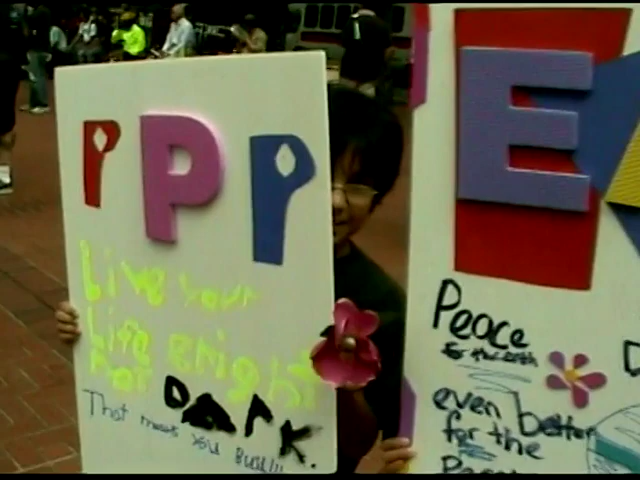 PPP
Live your
Life Bright
not DARK.
That means You Bush!!!
E
Peace
for the earth
even better
for the